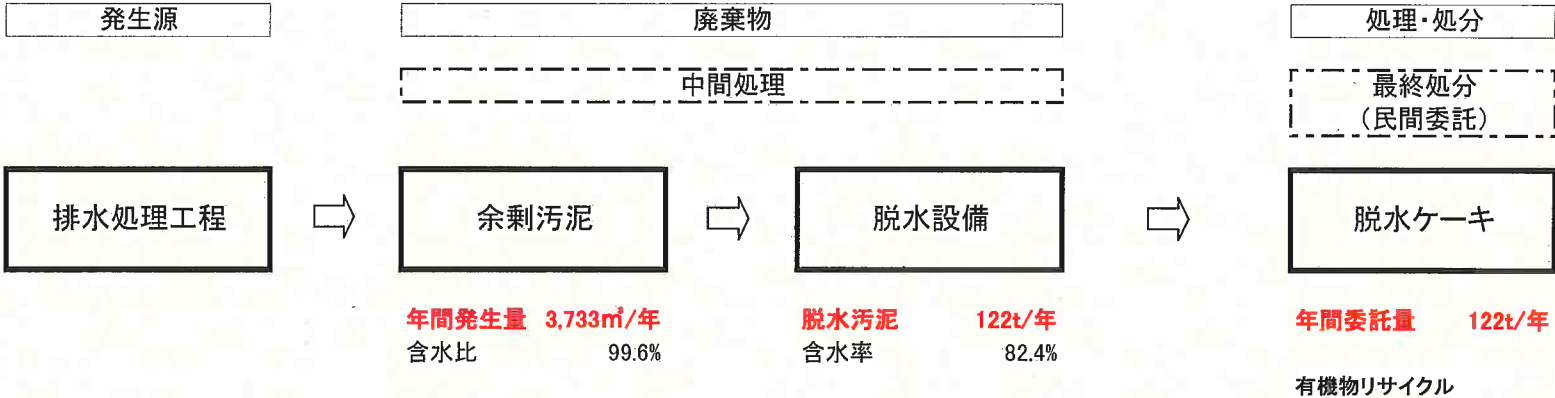 発生源
廃棄物
処理・処分
中間処理
最終処分
（民間委託）
排水処理工程
余剰汚泥
脱水設備
脱水ケーキ
年間発生量 3,733㎥/年
含水比 99.6%
脱水汚泥 122t/年
含水率 82.4%
年間委託量 122t/年
有機物リサイクル